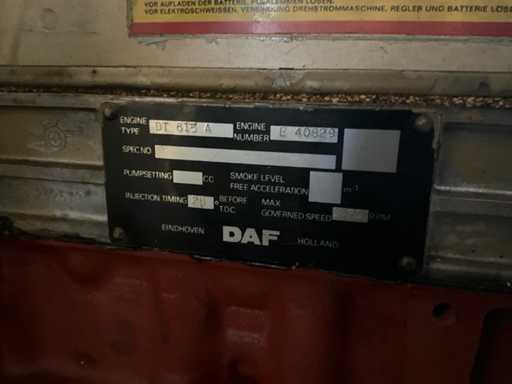 VOR AUFLADEN DER BATTERIE, POLKLEMMEN LÖSEN.
VOR ELEKTROSCHWEISSEN, VERBINDUNG DREHSTROMMASCHINE, REGLER UND BATTERIE LÖSEN
ENGINE TYPE DT 615 A ENGINE NUMBER E 40829
SPEC.NO
PUMPSETTING CC SMOKE LEVEL FREE ACCELERATION m-1
INJECTION TIMING ° BEFORE TDC MAX GOVERNED SPEED RPM
EINDHOVEN DAF HOLLAND